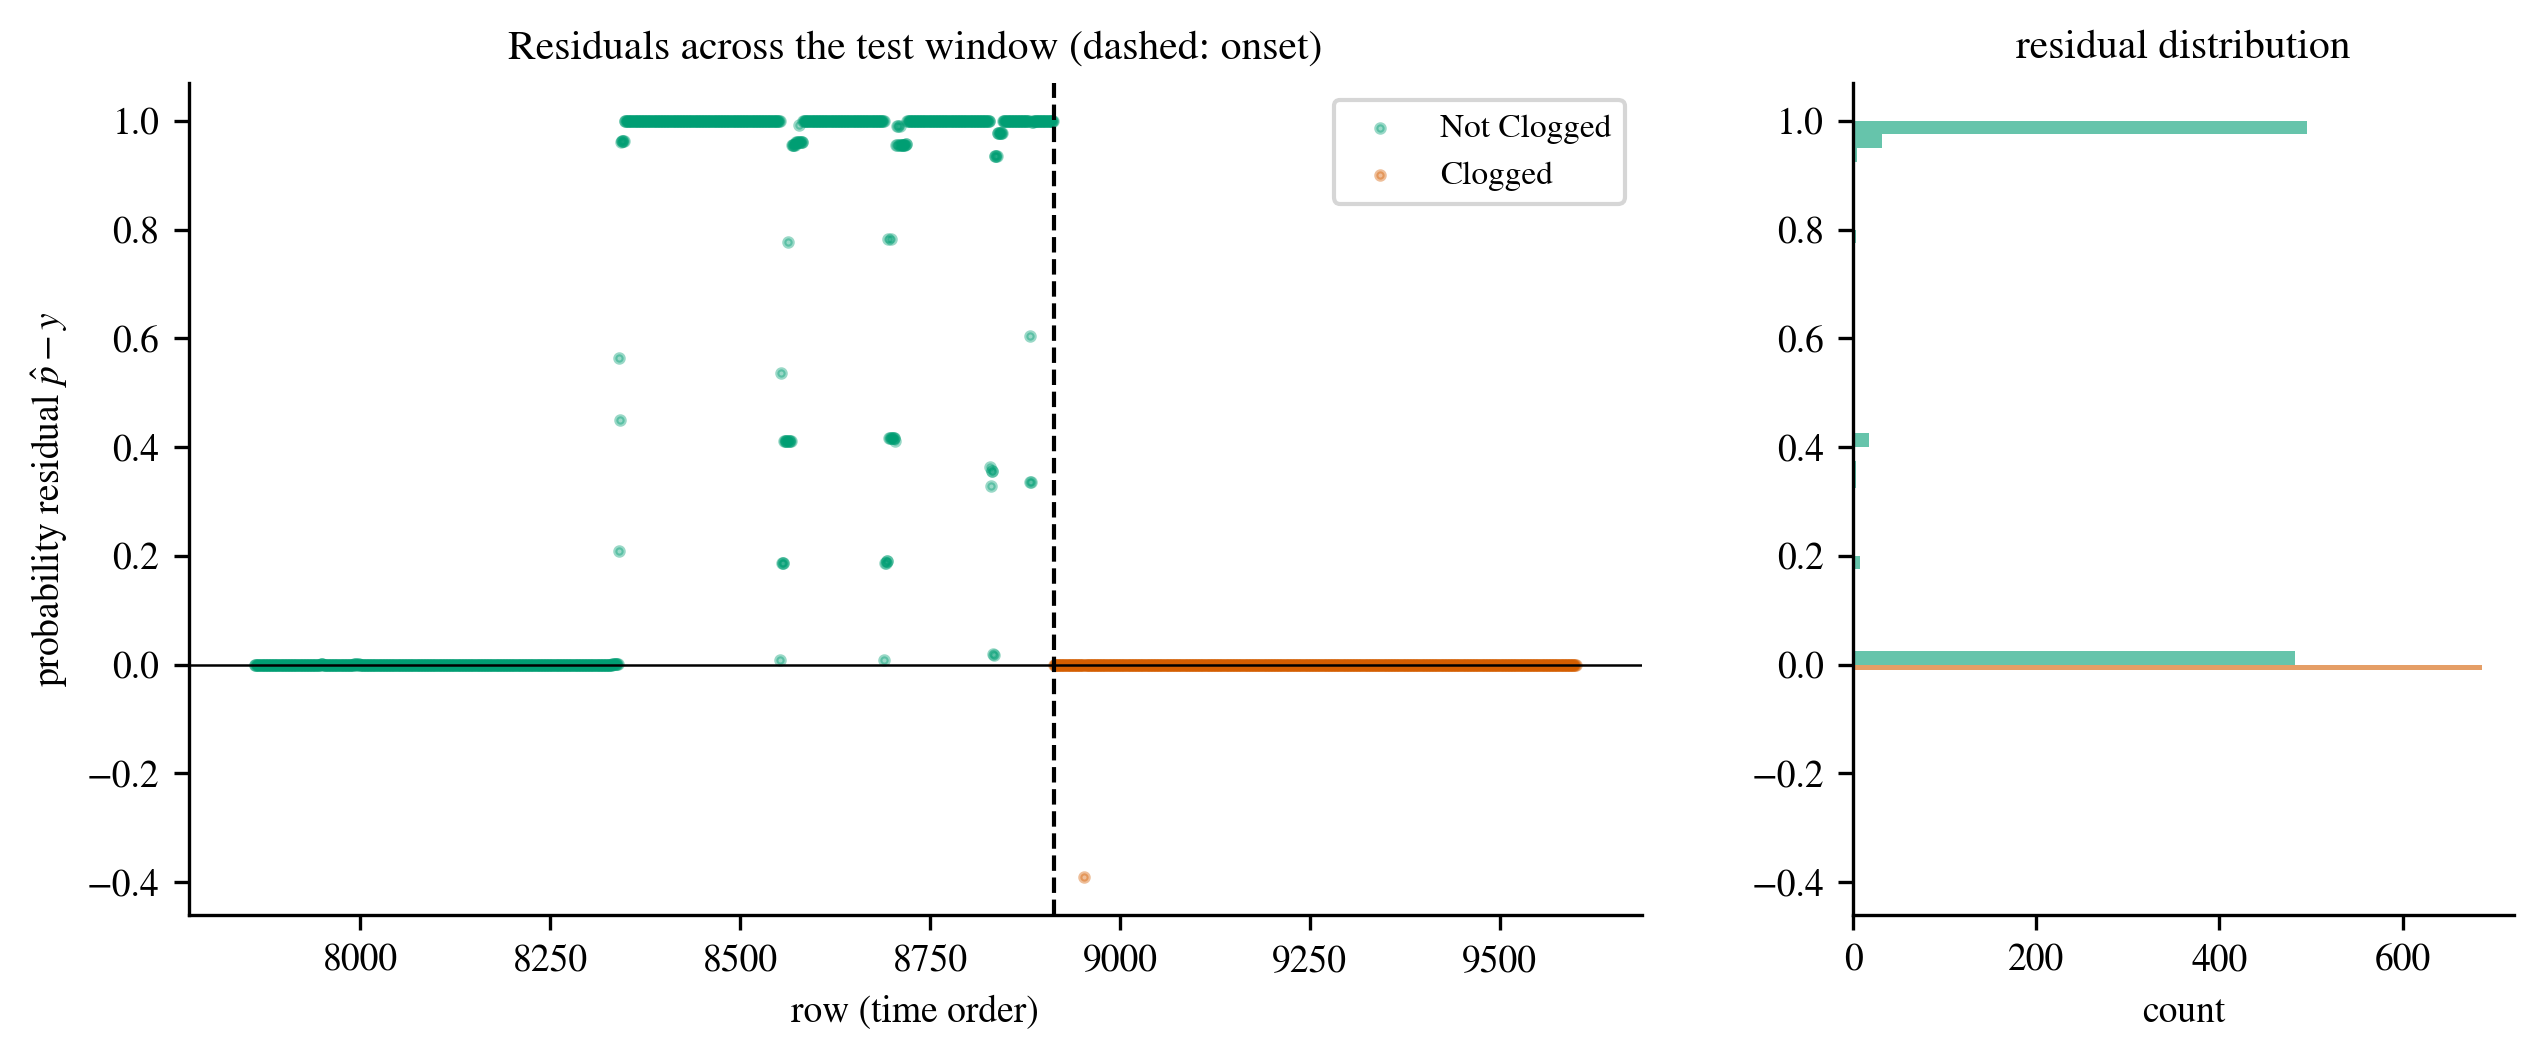 Residuals across the test window (dashed: onset)
1.0
0.8
0.6
0.4
0.2
0.0
−0.2
−0.4
probability residual p̂ − y
Not Clogged
Clogged
8000 8250 8500 8750 9000 9250 9500
row (time order)
residual distribution
1.0
0.8
0.6
0.4
0.2
0.0
−0.2
−0.4
0 200 400 600
count